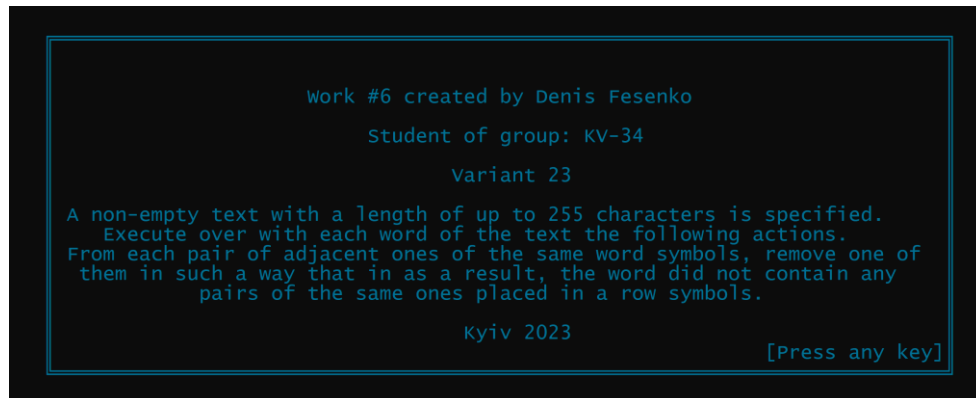 Work #6 created by Denis Fesenko
Student of group: KV-34
Variant 23
A non-empty text with a length of up to 255 characters is specified.
Execute over with each word of the text the following actions.
From each pair of adjacent ones of the same word symbols, remove one of
them in such a way that in as a result, the word did not contain any
pairs of the same ones placed in a row symbols.
Kyiv 2023
[Press any key]